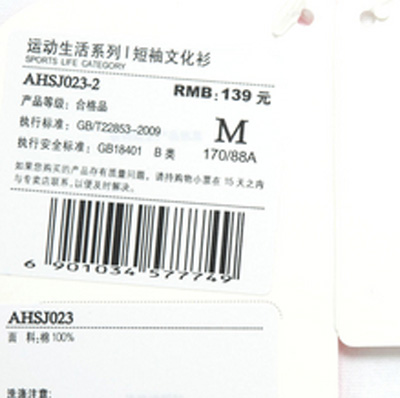 运动生活系列 | 短袖文化衫
SPORTS LIFE CATEGORY
AHSJ023-2
RMB: 139 元
产品等级: 合格品
执行标准: GB/T22853-2009
M
执行安全标准: GB18401 B 类
170/88A
如果您购买的产品存有质量问题, 请持购物小票在 15 天之内
与专卖店联系, 以便及时解决。
6 901034 577749
AHSJ023
面 料: 棉100%
洗涤注意: